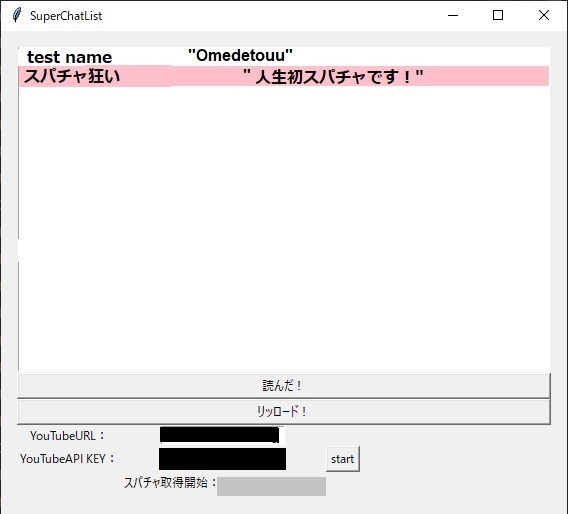 SuperChatList
test name "Omedetouu"
スパチャ狂い " 人生初スパチャです！"
読んだ！
リッロード！
YouTubeURL：
YouTubeAPI KEY： start
スパチャ取得開始：